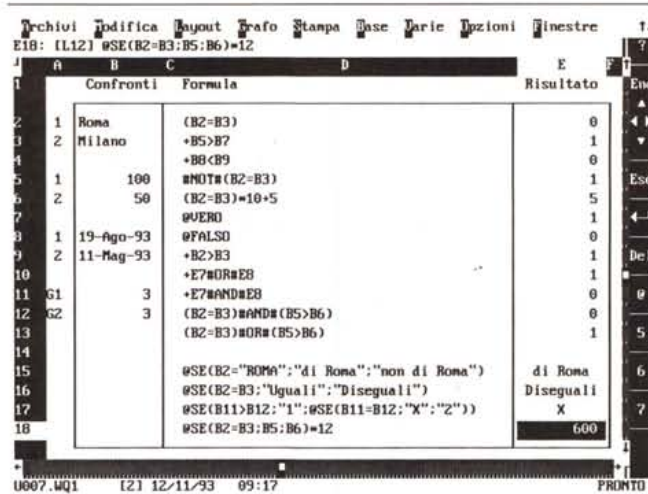 Archivi Modifica Layout Grafo Stampa Base Varie Opzioni Finestre ↑
E18: [L12] @SE(B2=B3;B5;B6)*12 ?
A B C D E F
1 Confronti Formula Risultato
2 1 Roma (B2=B3) 0
3 2 Milano +B5>B7 1
4 +B8<B9 0
5 1 100 #NOT#(B2=B3) 1 Esc
6 2 50 (B2=B3)*10+5 5
7 @VERO 1
8 1 19-Ago-93 @FALSO 0
9 2 11-Mag-93 +B2>B3 1 Del
10 +E7#OR#E8 1
11 G1 3 +E7#AND#E8 0 @
12 G2 3 (B2=B3)#AND#(B5>B6) 0
13 (B2=B3)#OR#(B5>B6) 1 5
14
15 @SE(B2="ROMA";"di Roma";"non di Roma") di Roma 6
16 @SE(B2=B3;"Uguali";"Diseguali") Diseguali
17 @SE(B11>B12;"1";@SE(B11=B12;"X";"2")) X 7
18 @SE(B2=B3;B5;B6)*12 600
U007.WQ1 [2] 12/11/93 09:17 PRONTO